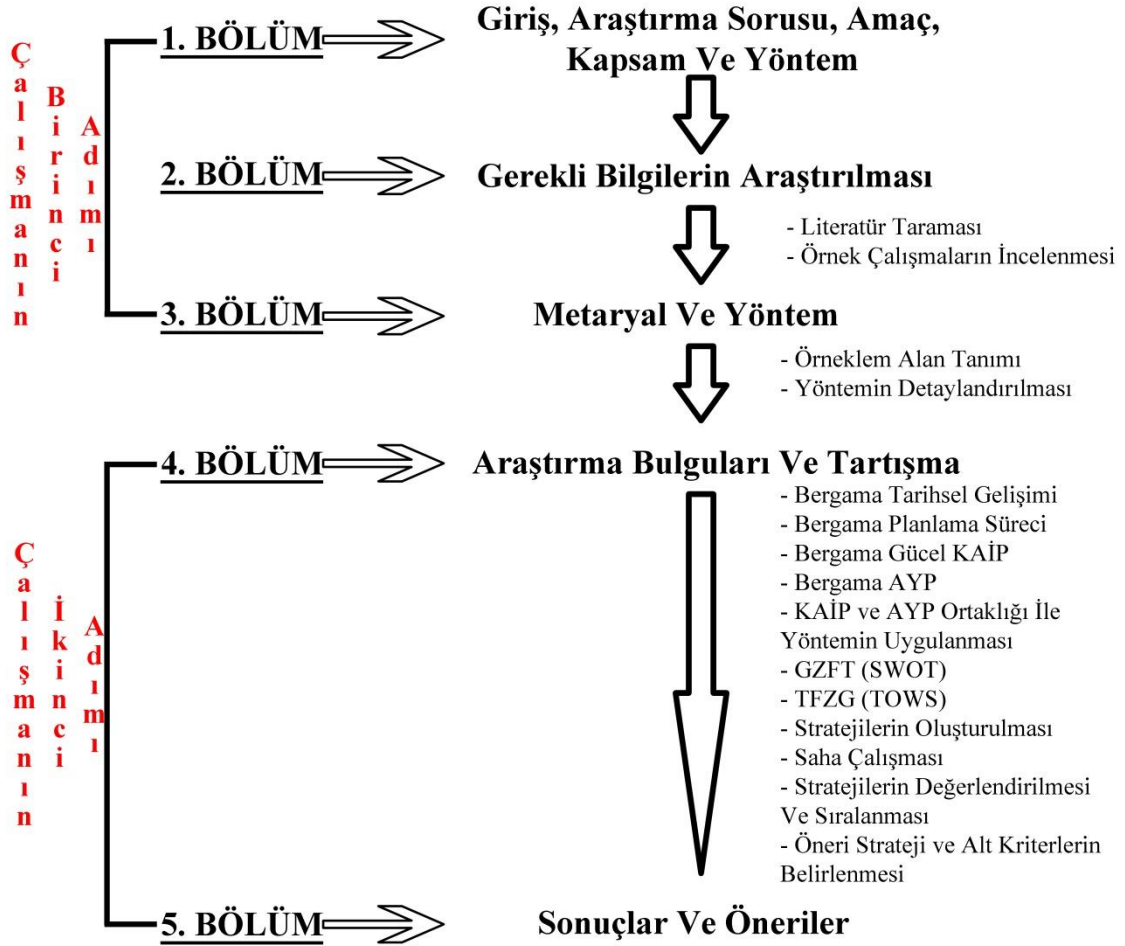 Çalışmanın
Birinci
Adımı
1. BÖLÜM
Giriş, Araştırma Sorusu, Amaç,
Kapsam Ve Yöntem
2. BÖLÜM
Gerekli Bilgilerin Araştırılması
- Literatür Taraması
- Örnek Çalışmaların İncelenmesi
3. BÖLÜM
Metaryal Ve Yöntem
- Örneklem Alan Tanımı
- Yöntemin Detaylandırılması
Çalışmanın
İkinci
Adımı
4. BÖLÜM
Araştırma Bulguları Ve Tartışma
- Bergama Tarihsel Gelişimi
- Bergama Planlama Süreci
- Bergama Gücel KAİP
- Bergama AYP
- KAİP ve AYP Ortaklığı İle
Yöntemin Uygulanması
- GZFT (SWOT)
- TFZG (TOWS)
- Stratejilerin Oluşturulması
- Saha Çalışması
- Stratejilerin Değerlendirilmesi
Ve Sıralanması
- Öneri Strateji ve Alt Kriterlerin
Belirlenmesi
5. BÖLÜM
Sonuçlar Ve Öneriler